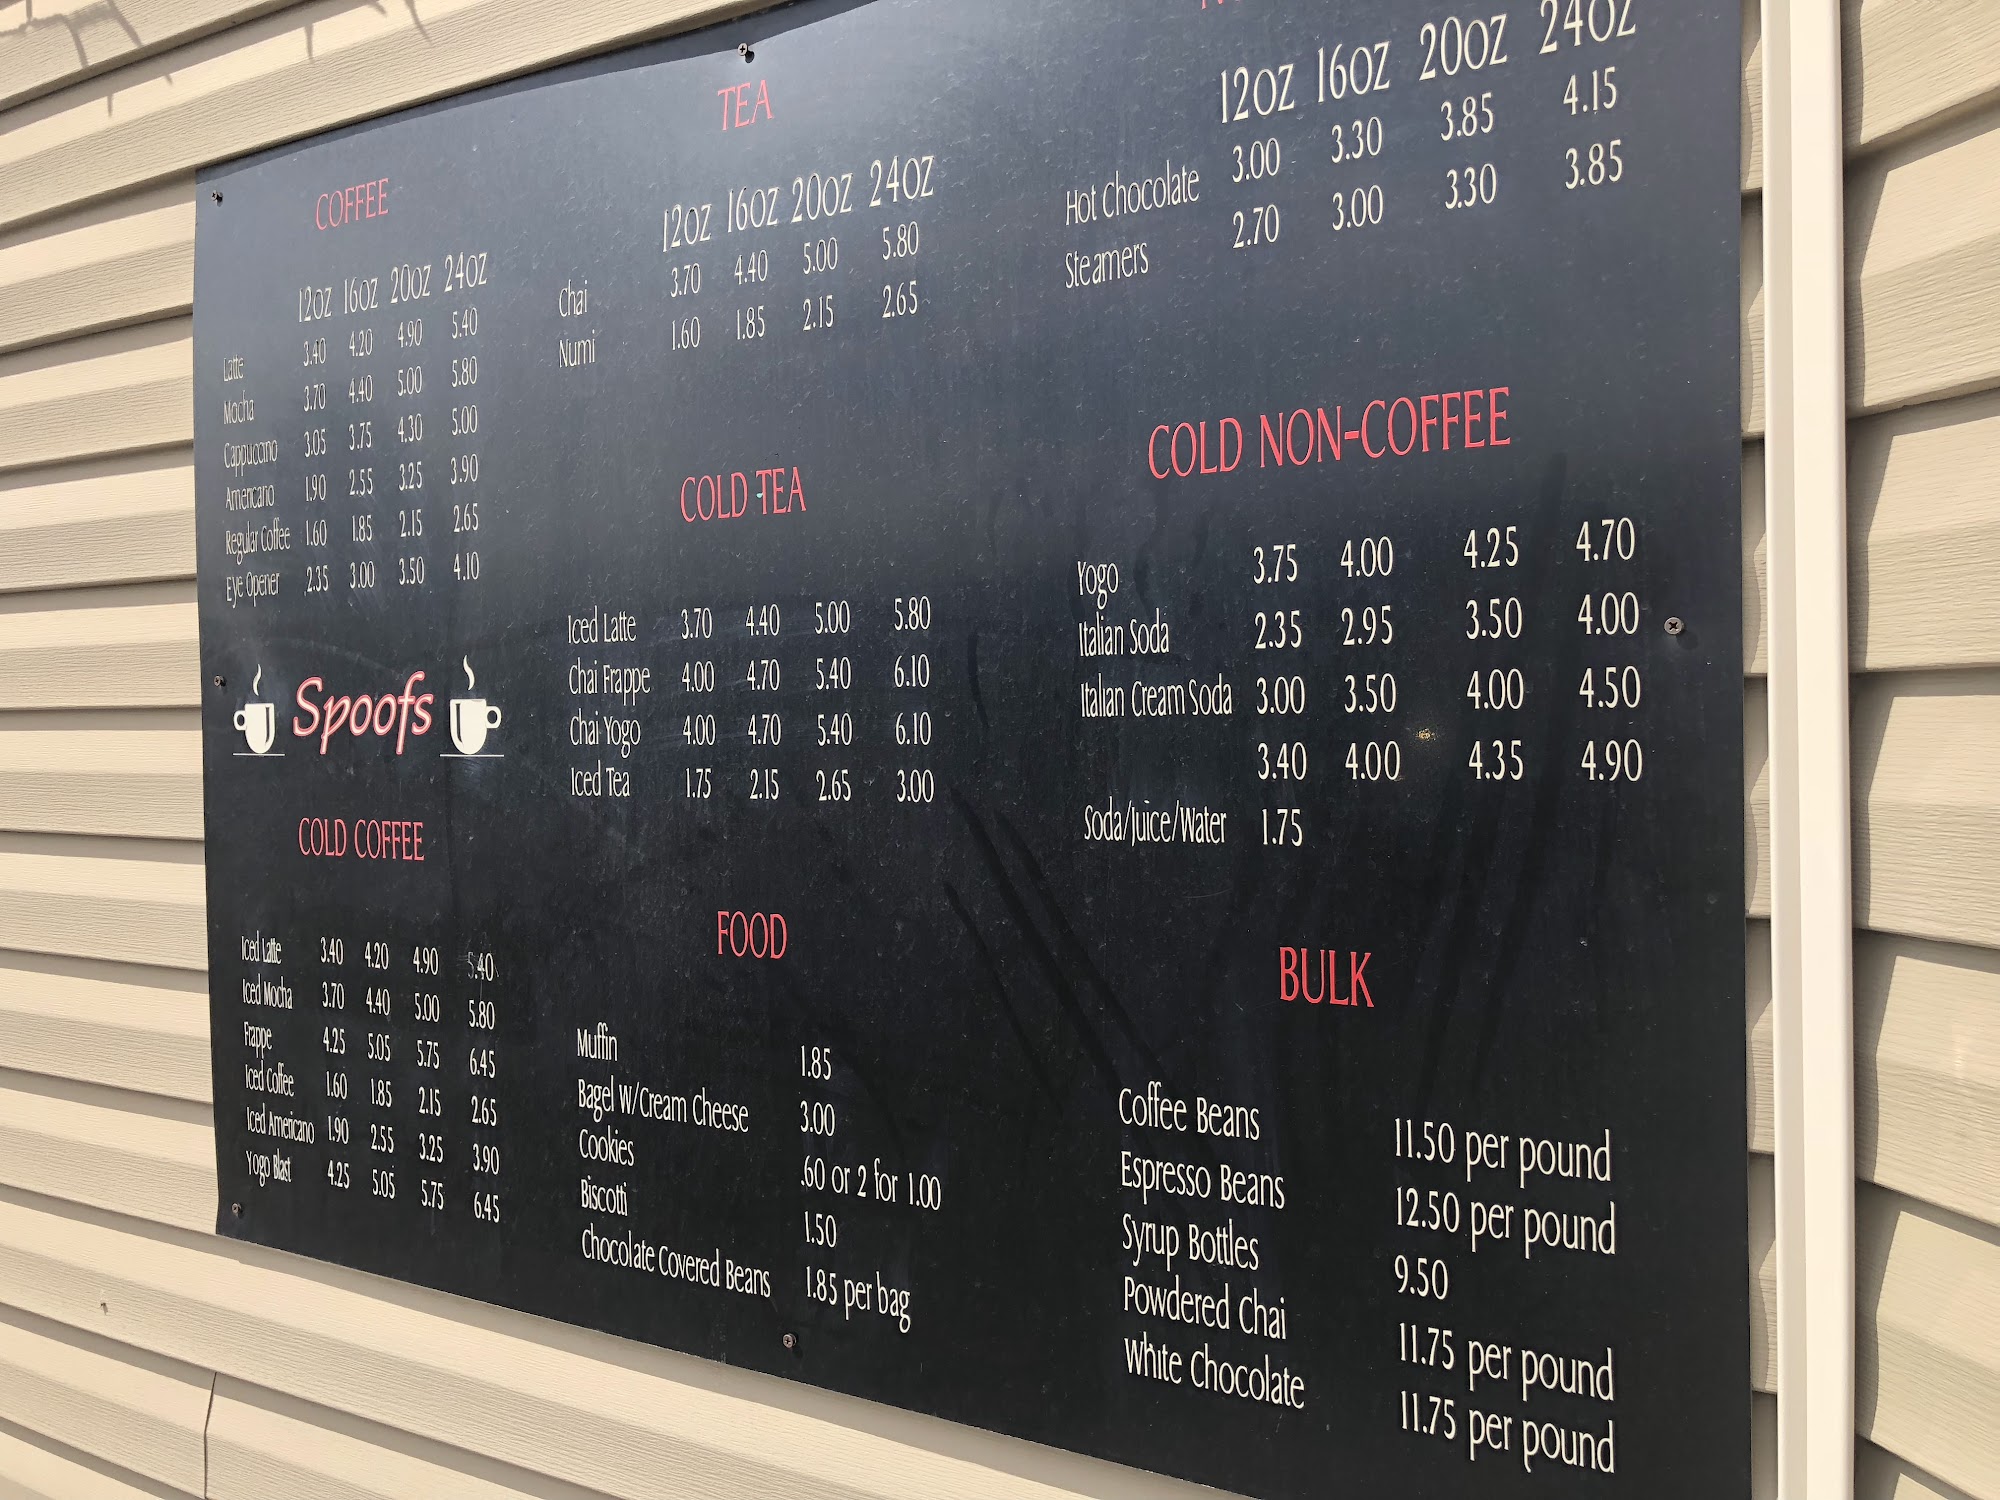 COFFEE
12OZ 16OZ 20OZ 24OZ
Latte 3.40 4.20 4.90 5.40
Mocha 3.70 4.40 5.00 5.80
Cappuccino 3.05 3.75 4.30 5.00
Americano 1.90 2.55 3.25 3.90
Regular Coffee 1.60 1.85 2.15 2.65
Eye Opener 2.35 3.00 3.50 4.10
Spoofs
COLD COFFEE
Iced Latte 3.40 4.20 4.90 5.40
Iced Mocha 3.70 4.40 5.00 5.80
Frappe 4.25 5.05 5.75 6.45
Iced Coffee 1.60 1.85 2.15 2.65
Iced Americano 1.90 2.55 3.25 3.90
Yogo Blast 4.25 5.05 5.75 6.45
TEA
12OZ 16OZ 20OZ 24OZ
Chai 3.70 4.40 5.00 5.80
Numi 1.60 1.85 2.15 2.65
COLD TEA
Iced Latte 3.70 4.40 5.00 5.80
Chai Frappe 4.00 4.70 5.40 6.10
Chai Yogo 4.00 4.70 5.40 6.10
Iced Tea 1.75 2.15 2.65 3.00
FOOD
Muffin 1.85
Bagel W/Cream Cheese 3.00
Cookies .60 or 2 for 1.00
Biscotti 1.50
Chocolate Covered Beans 1.85 per bag
12OZ 16OZ 20OZ 24OZ
Hot Chocolate 3.00 3.30 3.85 4.15
Steamers 2.70 3.00 3.30 3.85
COLD NON-COFFEE
Yogo 3.75 4.00 4.25 4.70
Italian Soda 2.35 2.95 3.50 4.00
Italian Cream Soda 3.00 3.50 4.00 4.50
3.40 4.00 4.35 4.90
Soda/Juice/Water 1.75
BULK
Coffee Beans 11.50 per pound
Espresso Beans 12.50 per pound
Syrup Bottles 9.50
Powdered Chai 11.75 per pound
White Chocolate 11.75 per pound